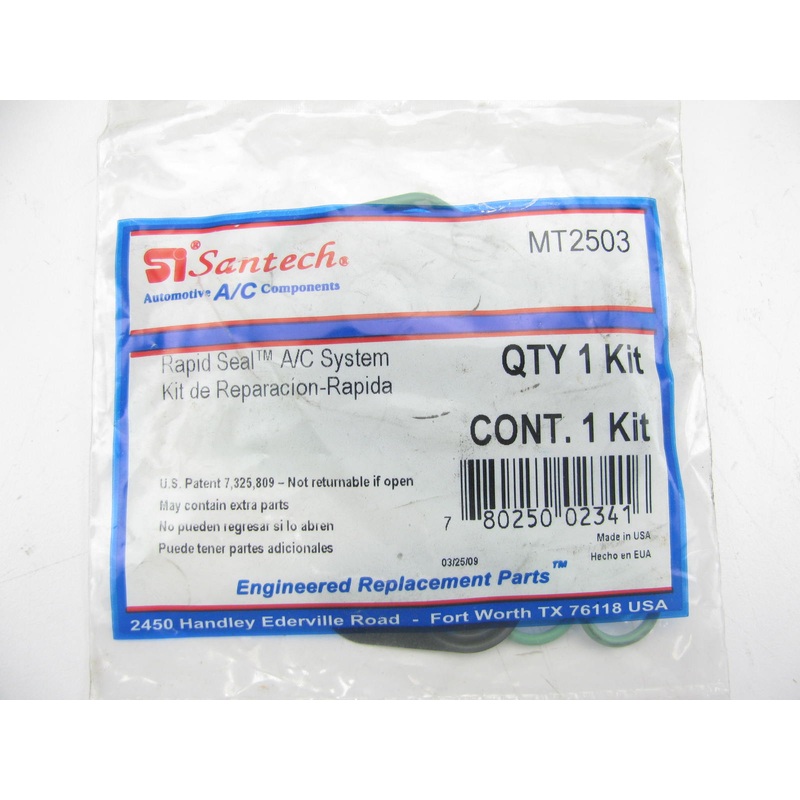 Si® Santech®
Automotive A/C Components
MT2503
Rapid Seal™ A/C System
Kit de Reparacion-Rapida
QTY 1 Kit
CONT. 1 Kit
U.S. Patent 7,325,809 – Not returnable if open
May contain extra parts
No pueden regresar si lo abren
Puede tener partes adicionales
7 80250 02341
Made in USA
Hecho en EUA
03/25/09
Engineered Replacement Parts™
2450 Handley Ederville Road - Fort Worth TX 76118 USA